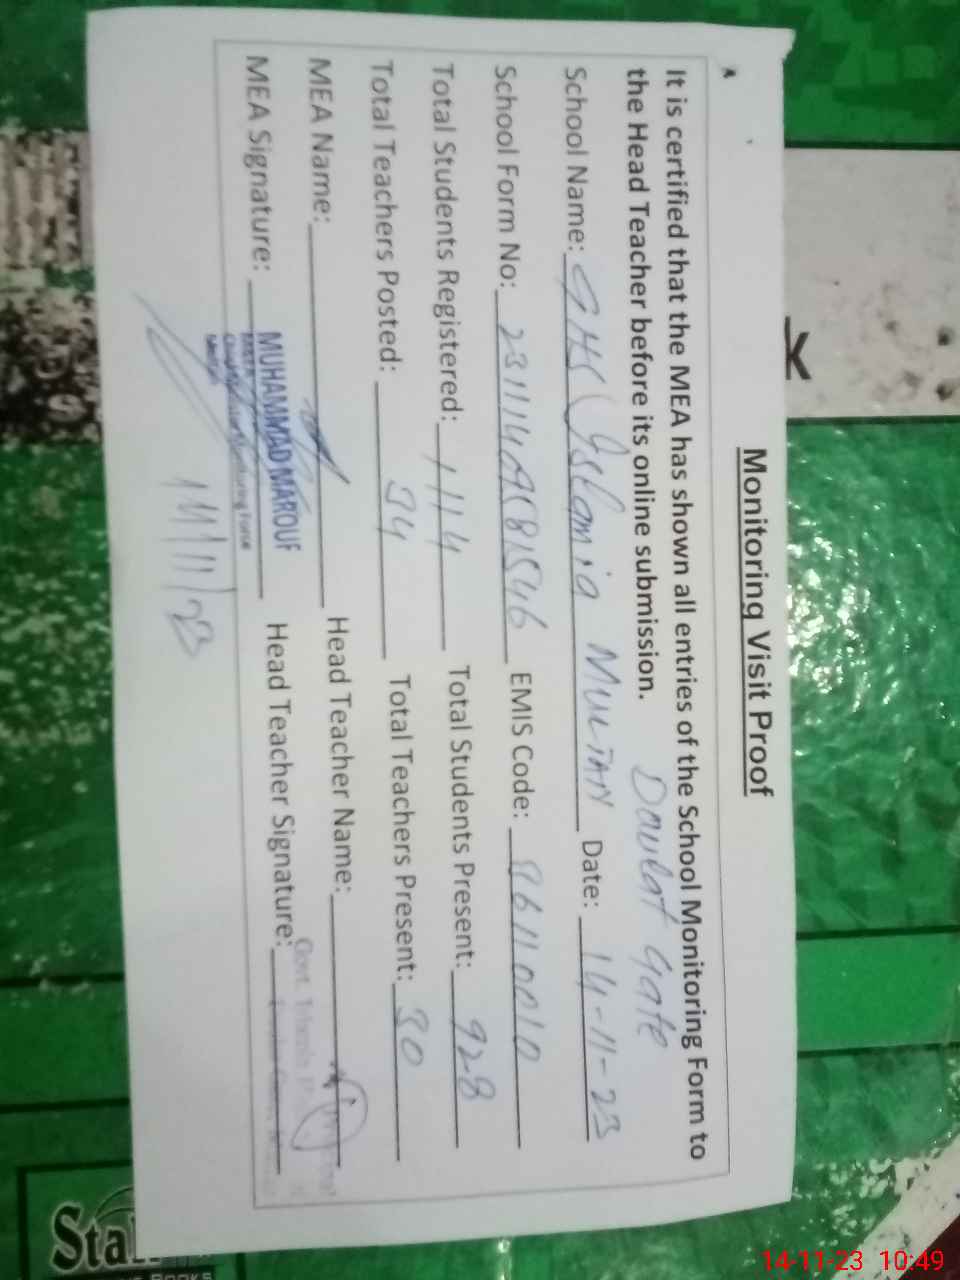 Monitoring Visit Proof
It is certified that the MEA has shown all entries of the School Monitoring Form to
the Head Teacher before its online submission.
Daulat Gate
School Name: GHS Islamia MULTAN Date: 14-11-23
School Form No: EMIS Code: 36110010
Total Students Registered: 1114 Total Students Present: 928
Total Teachers Posted: 34 Total Teachers Present: 30
MEA Name: Head Teacher Name:
MEA Signature: Head Teacher Signature:
MUHAMMAD MAROUF
Monitoring Force
Govt.
14/11/23
14-11-23 10:49